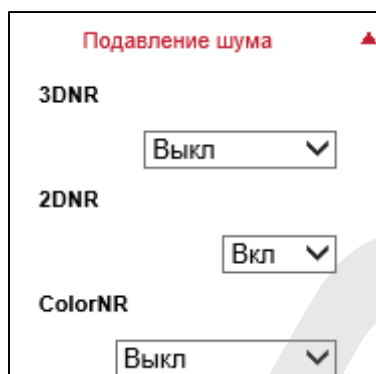 Подавление шума
3DNR
Выкл
2DNR
Вкл
ColorNR
Выкл